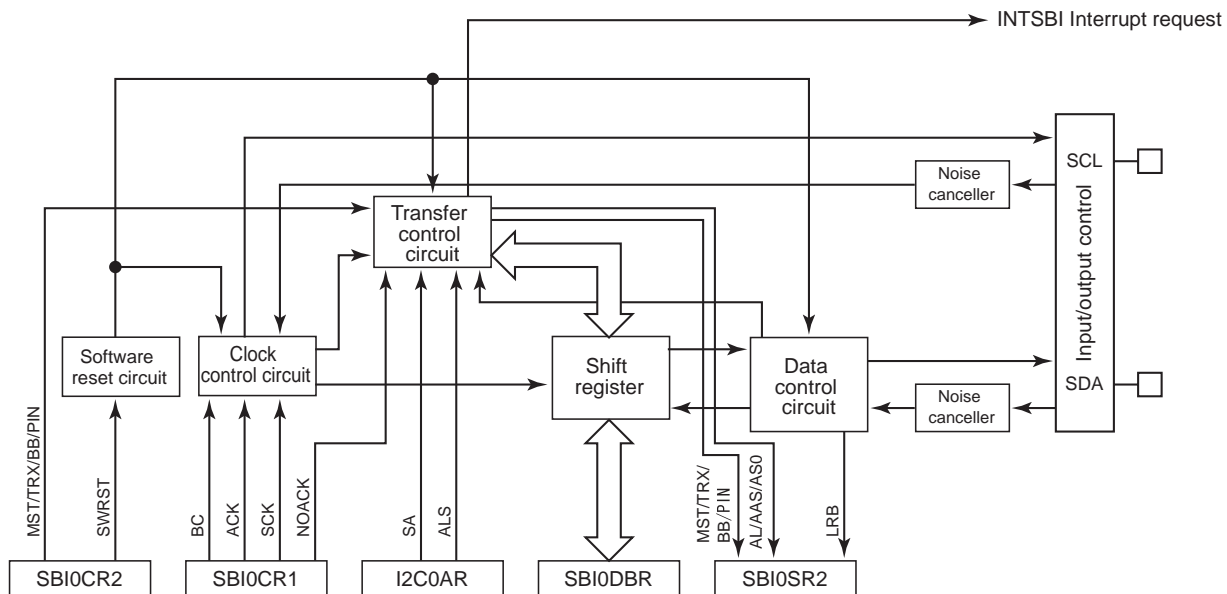 INTSBI Interrupt request
SCL
Noise
canceller
Transfer
control
circuit
Input/output control
Software
reset circuit
Clock
control circuit
Shift
register
Data
control
circuit
SDA
Noise
canceller
MST/TRX/BB/PIN
SWRST
BC
ACK
SCK
NOACK
SA
ALS
MST/TRX/
BB/PIN
AL/AAS/AS0
LRB
SBI0CR2
SBI0CR1
I2C0AR
SBI0DBR
SBI0SR2